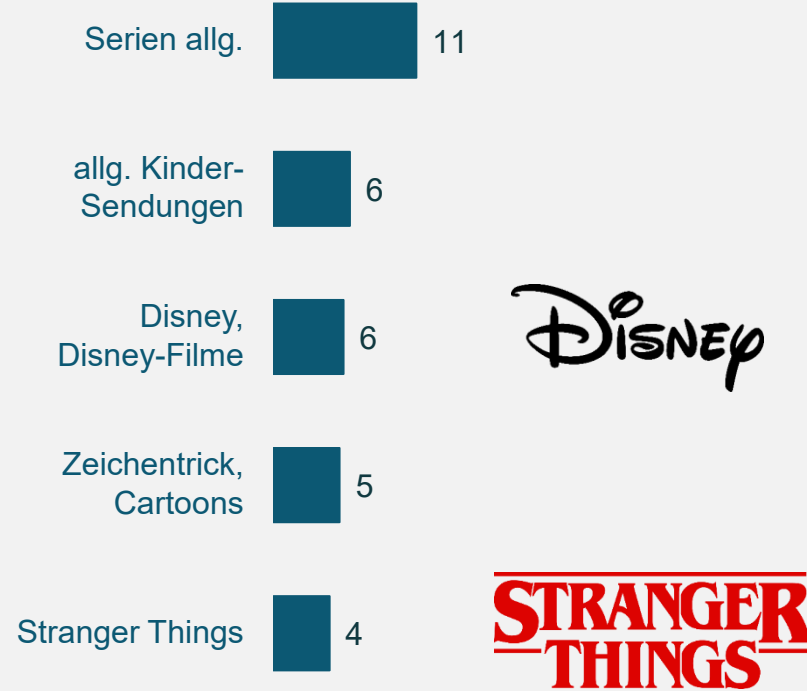 Serien allg.
11
allg. Kinder-
Sendungen
6
Disney,
Disney-Filme
6
Disney
Zeichentrick,
Cartoons
5
Stranger Things
4
STRANGER
THINGS